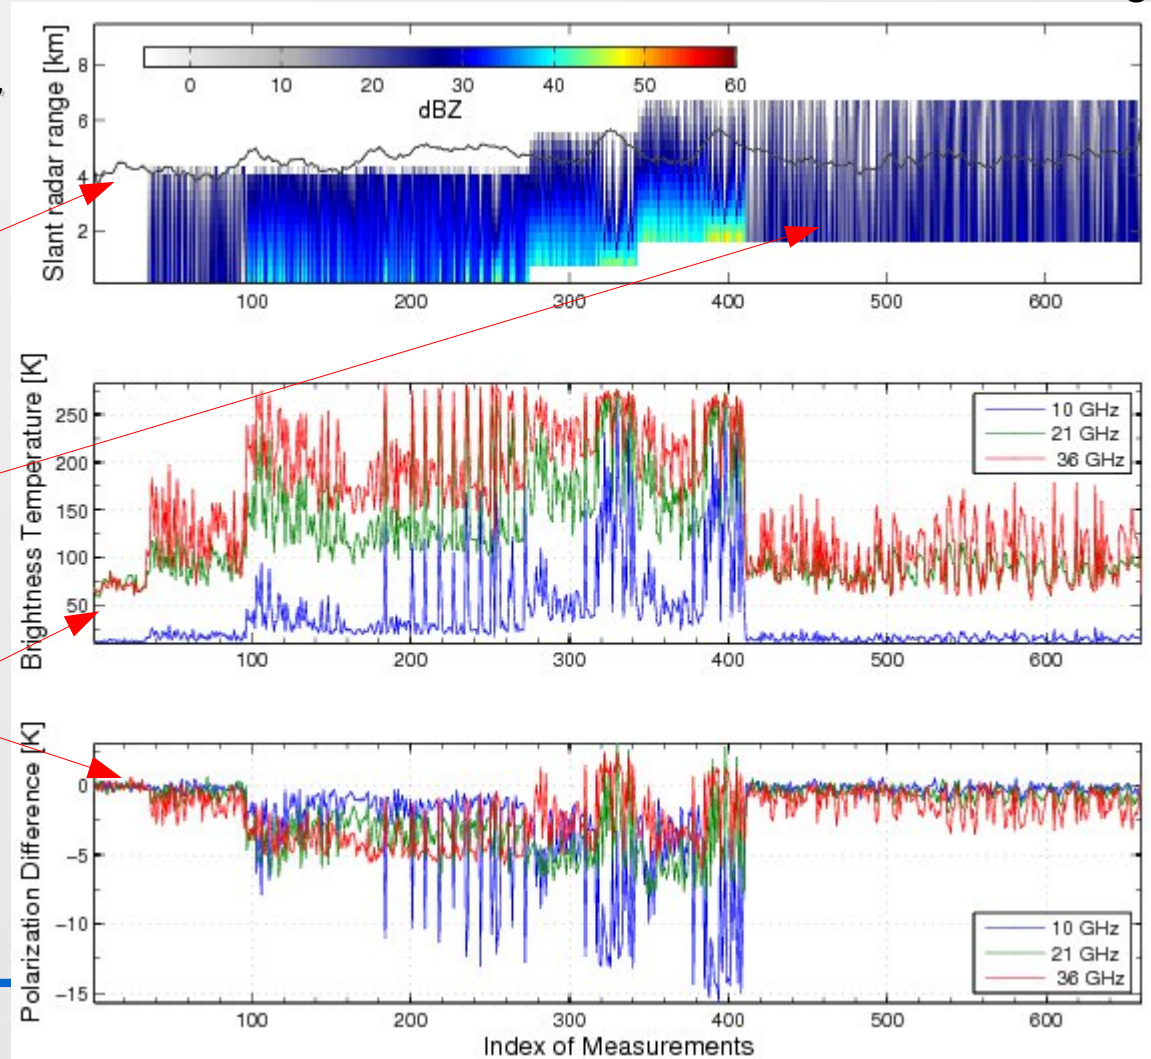 Slant radar range [km]
8
6
4
2
0 10 20 30 40 50 60
dBZ
100 200 300 400 500 600
Brightness Temperature [K]
250
200
150
100
50
10 GHz
21 GHz
36 GHz
100 200 300 400 500 600
Polarization Difference [K]
0
−5
−10
−15
10 GHz
21 GHz
36 GHz
100 200 300 400 500 600
Index of Measurements